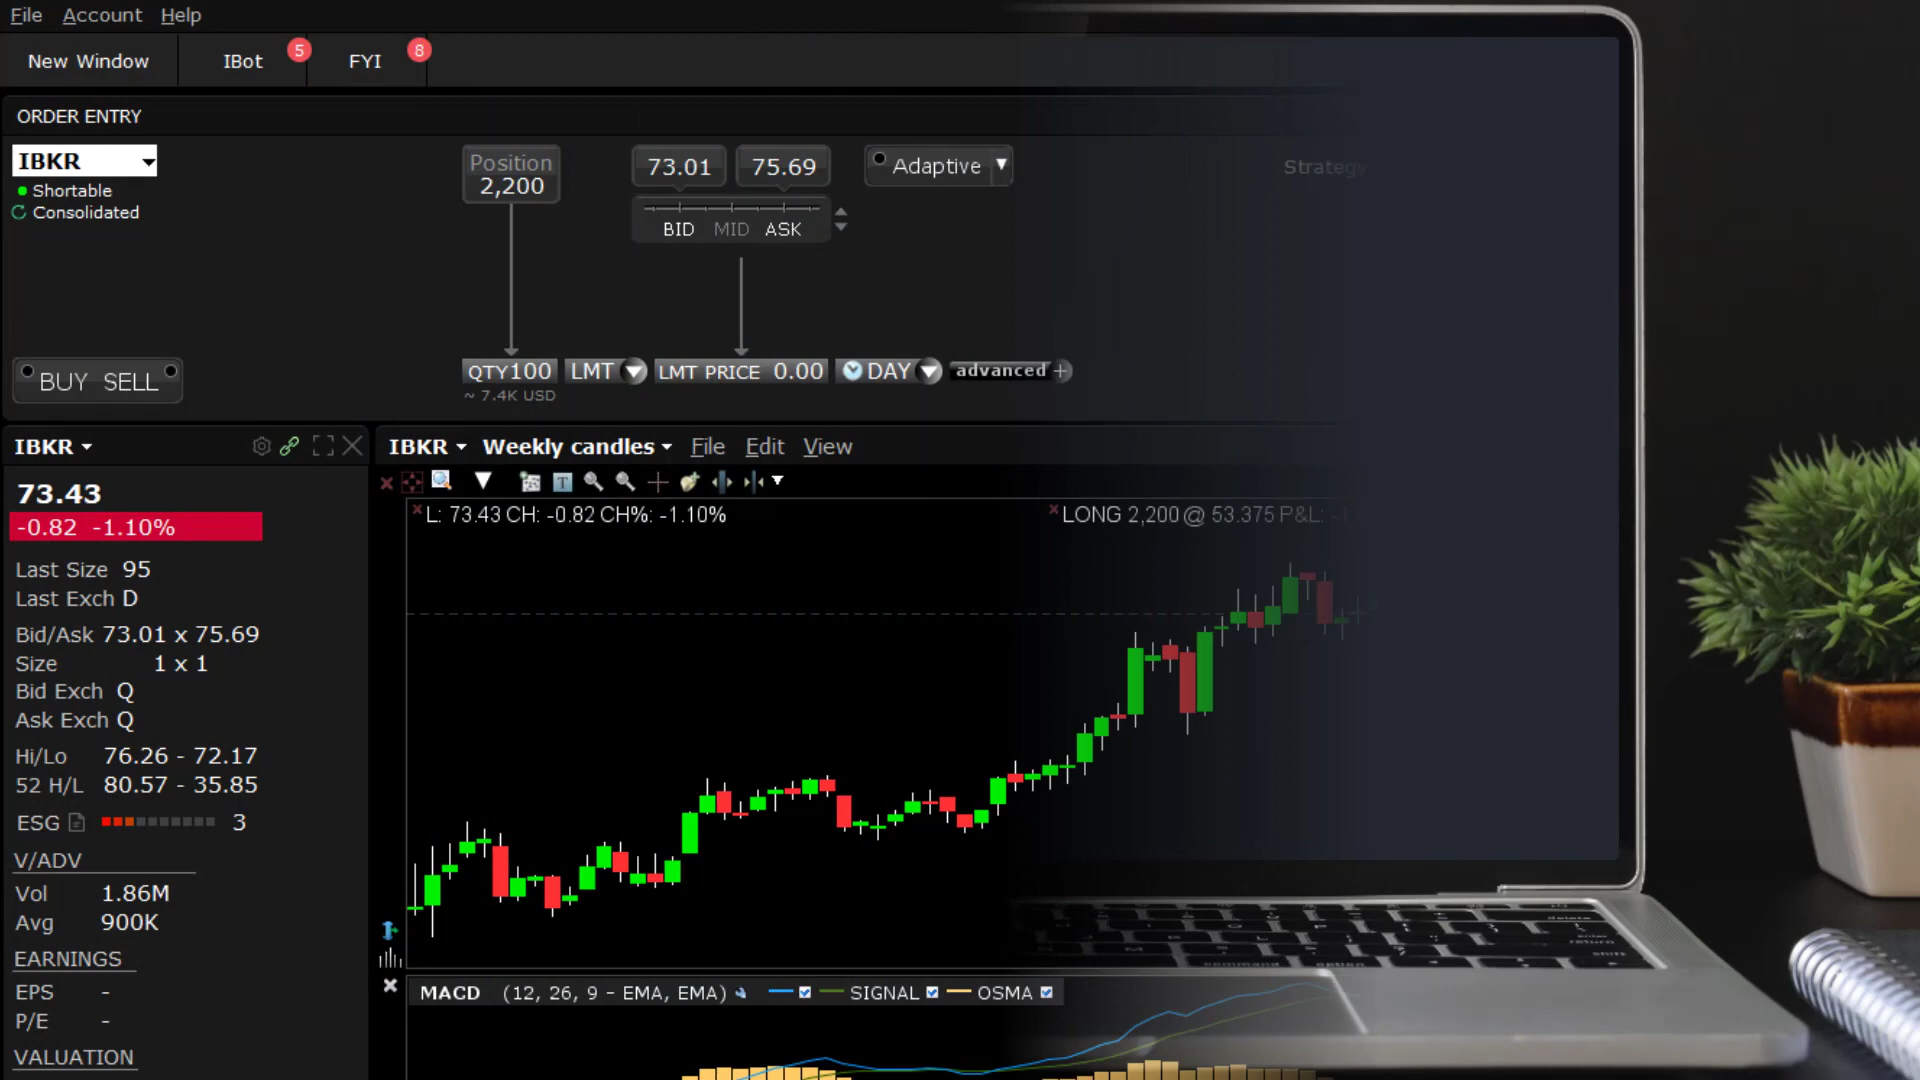 File Account Help
New Window IBot 5 FYI 8
ORDER ENTRY
IBKR
Shortable
Consolidated
Position
2,200
73.01 75.69
BID MID ASK
Adaptive
Strategy
BUY SELL
QTY100 LMT LMT PRICE 0.00 DAY advanced +
~ 7.4K USD
IBKR
73.43
-0.82 -1.10%
Last Size 95
Last Exch D
Bid/Ask 73.01 x 75.69
Size 1 x 1
Bid Exch Q
Ask Exch Q
Hi/Lo 76.26 - 72.17
52 H/L 80.57 - 35.85
ESG 3
V/ADV
Vol 1.86M
Avg 900K
EARNINGS
EPS -
P/E -
VALUATION
IBKR Weekly candles File Edit View
T
L: 73.43 CH: -0.82 CH%: -1.10%
LONG 2,200@ 53.375 P&L:
MACD (12, 26, 9 - EMA, EMA) SIGNAL OSMA
delete
return
shift
command option